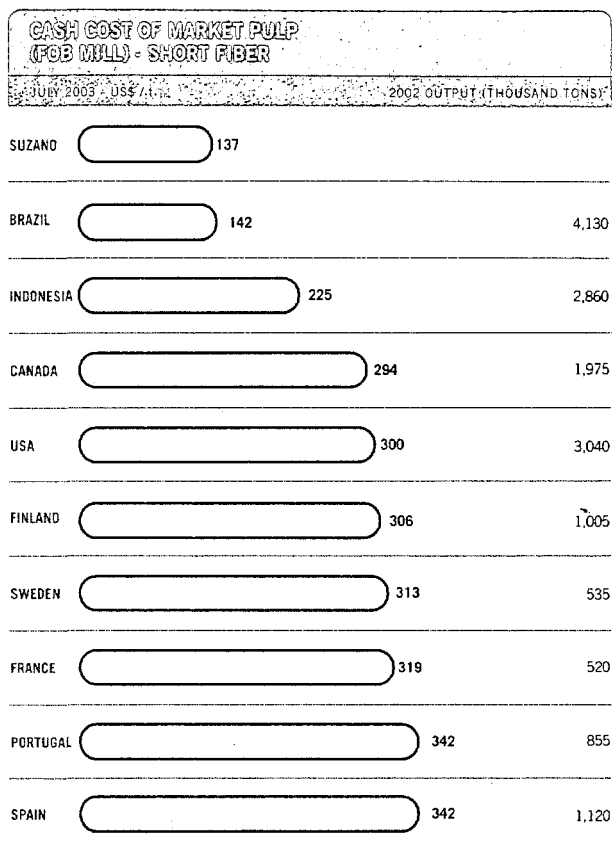 CASH COST OF MARKET PULP
(FOB MILL) - SHORT FIBER
JULY 2003 - US$ / t 2002 OUTPUT (THOUSAND TONS)
SUZANO 137
BRAZIL 142 4,130
INDONESIA 225 2,860
CANADA 294 1,975
USA 300 3,040
FINLAND 306 1,005
SWEDEN 313 535
FRANCE 319 520
PORTUGAL 342 855
SPAIN 342 1,120